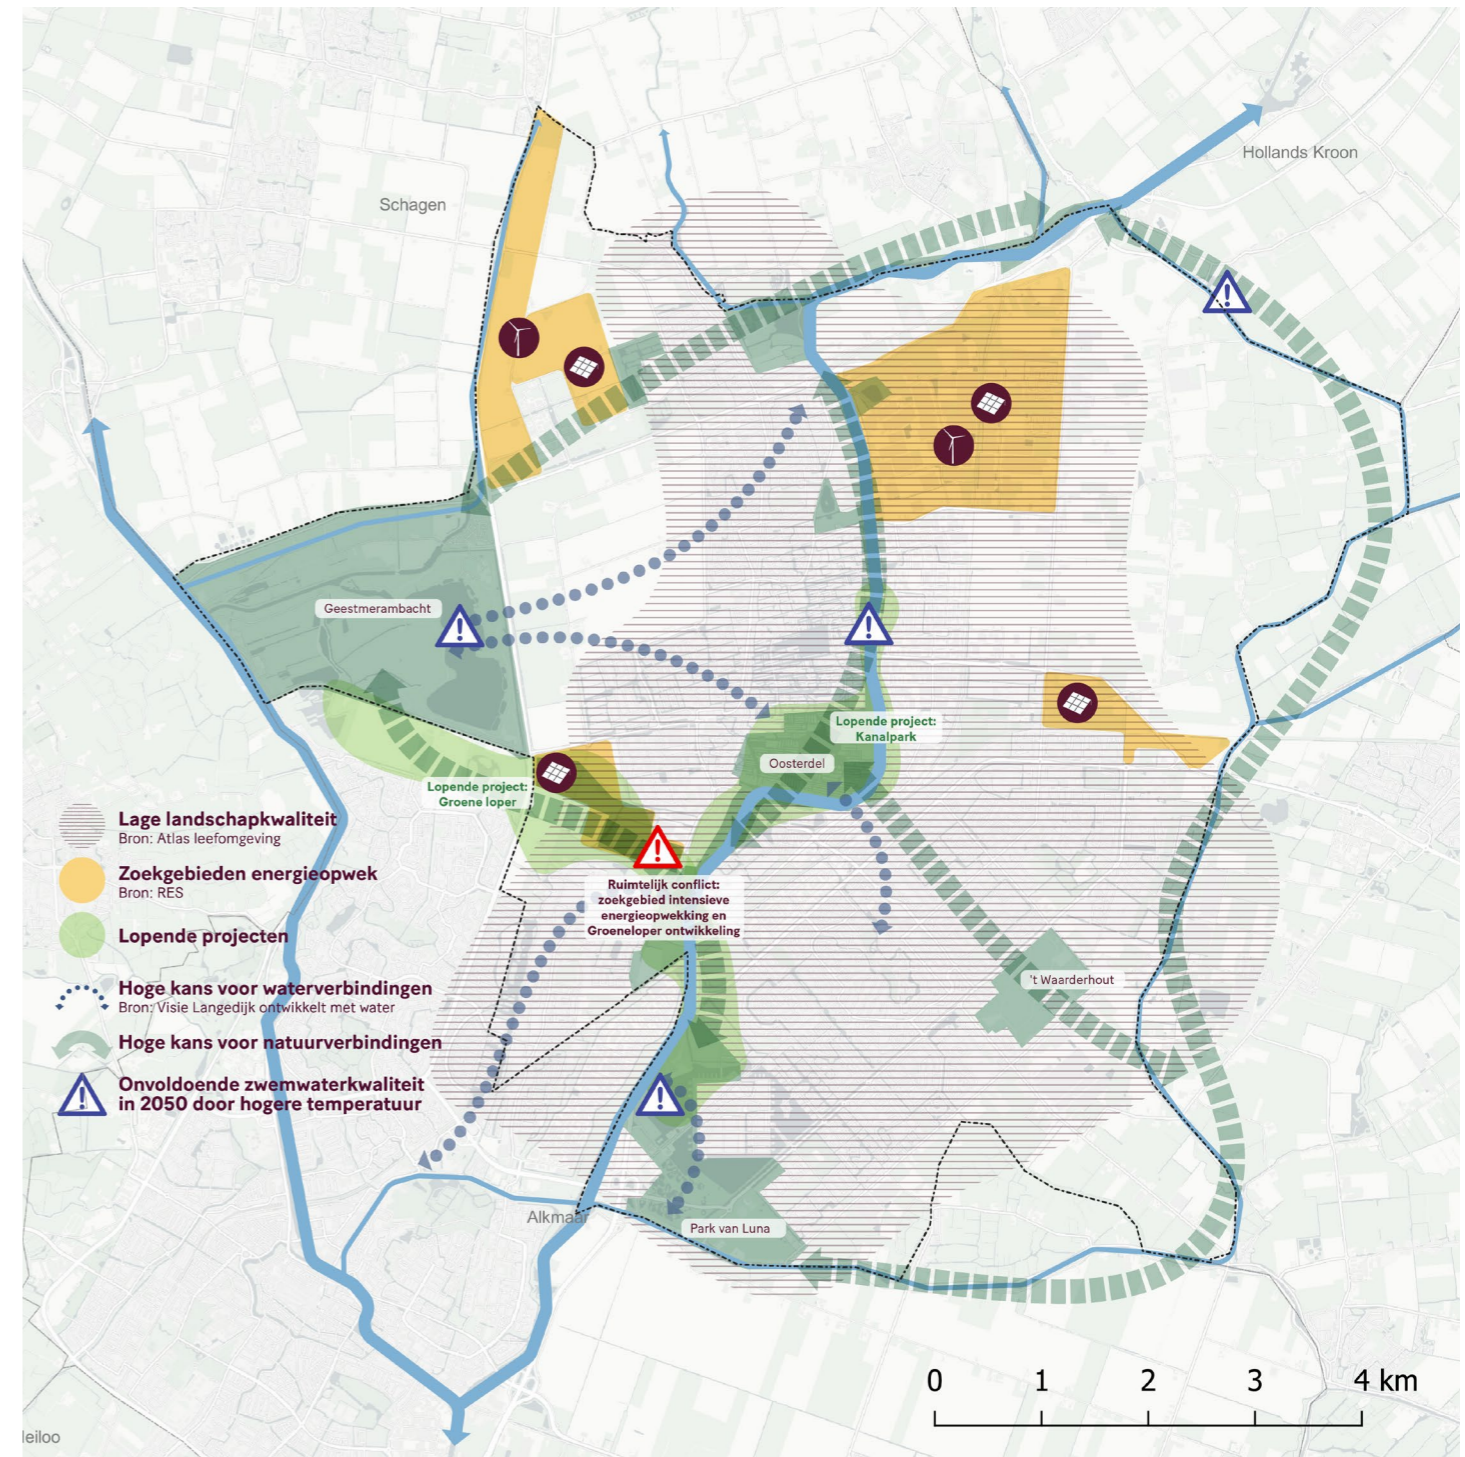 Hollands Kroon
Schagen
Geestmerambacht
Lopende project:
Kanalpark
Oosterdel
Lopende project:
Groene loper
Ruimtelijk conflict:
zoekgebied intensieve
energieopwekking en
Groeneloper ontwikkeling
't Waarderhout
Park van Luna
Alkmaar
Lage landschapkwaliteit
Bron: Atlas leefomgeving
Zoekgebieden energieopwek
Bron: RES
Lopende projecten
Hoge kans voor waterverbindingen
Bron: Visie Langedijk ontwikkelt met water
Hoge kans voor natuurverbindingen
Onvoldoende zwemwaterkwaliteit
in 2050 door hogere temperatuur
0 1 2 3 4 km
leiloo